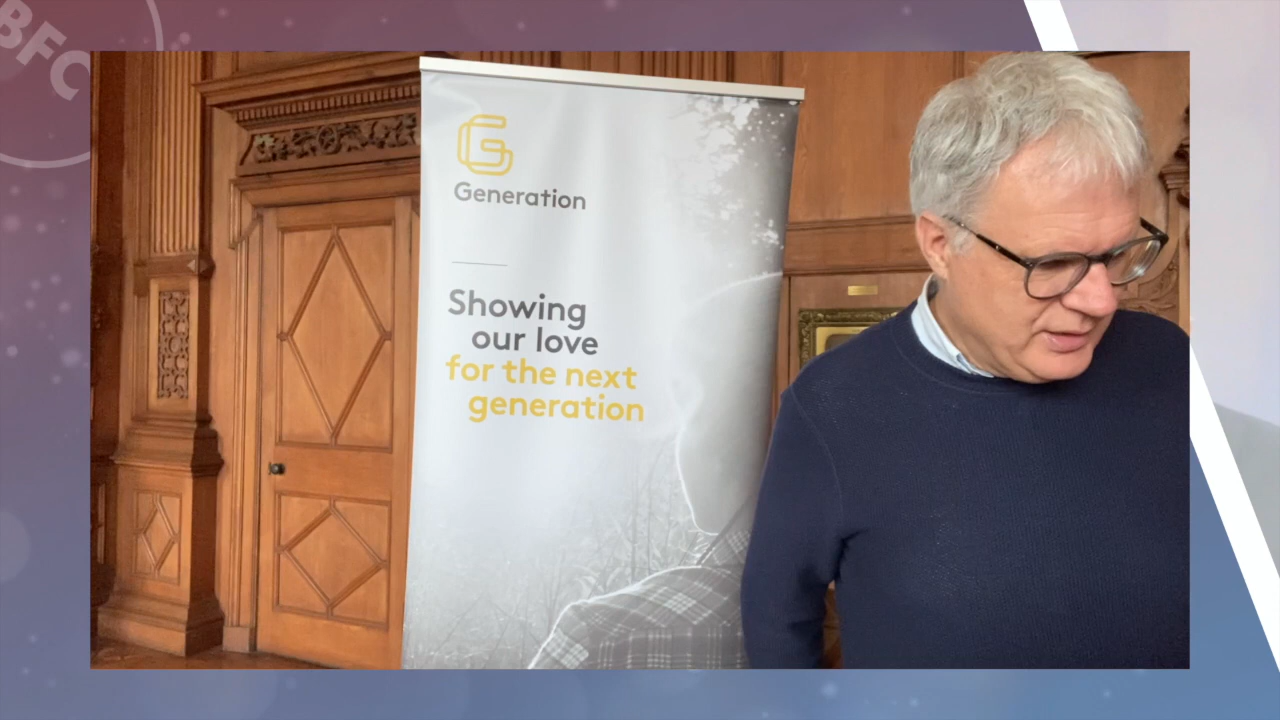 BFC
Generation
Showing
our love
for the next
generation